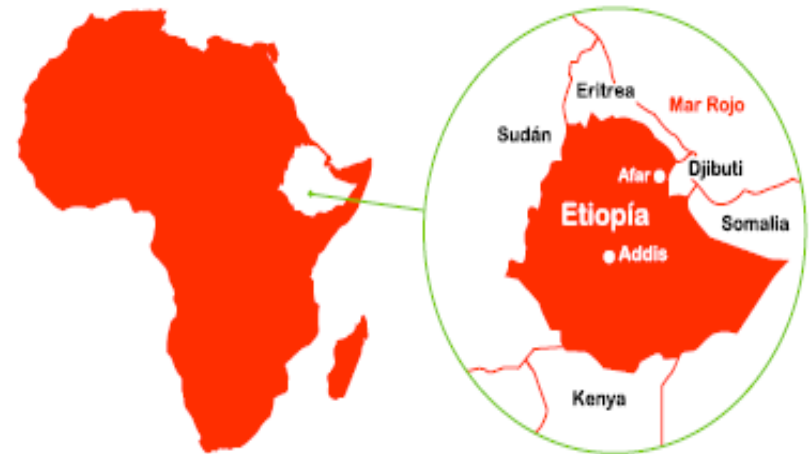 Eritrea
Mar Rojo
Sudán
Djibuti
Afar
Etiopía
Somalia
Addis
Kenya